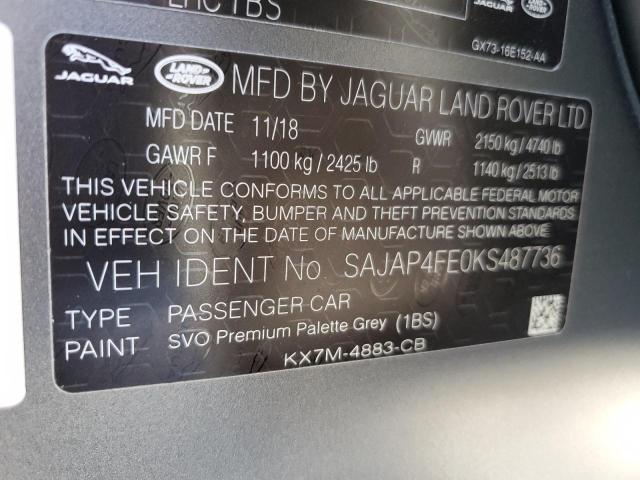 1BS
GX73-16E152-AA
JAGUAR LAND ROVER MFD BY JAGUAR LAND ROVER LTD
MFD DATE 11/18 GVWR 2150 kg / 4740 lb
GAWR F 1100 kg / 2425 lb R 1140 kg / 2513 lb
THIS VEHICLE CONFORMS TO ALL APPLICABLE FEDERAL MOTOR
VEHICLE SAFETY, BUMPER AND THEFT PREVENTION STANDARDS
IN EFFECT ON THE DATE OF MANUFACTURE SHOWN ABOVE
VEH IDENT No. SAJAP4FE0KS487736
TYPE PASSENGER CAR
PAINT SVO Premium Palette Grey (1BS)
KX7M-4883-CB